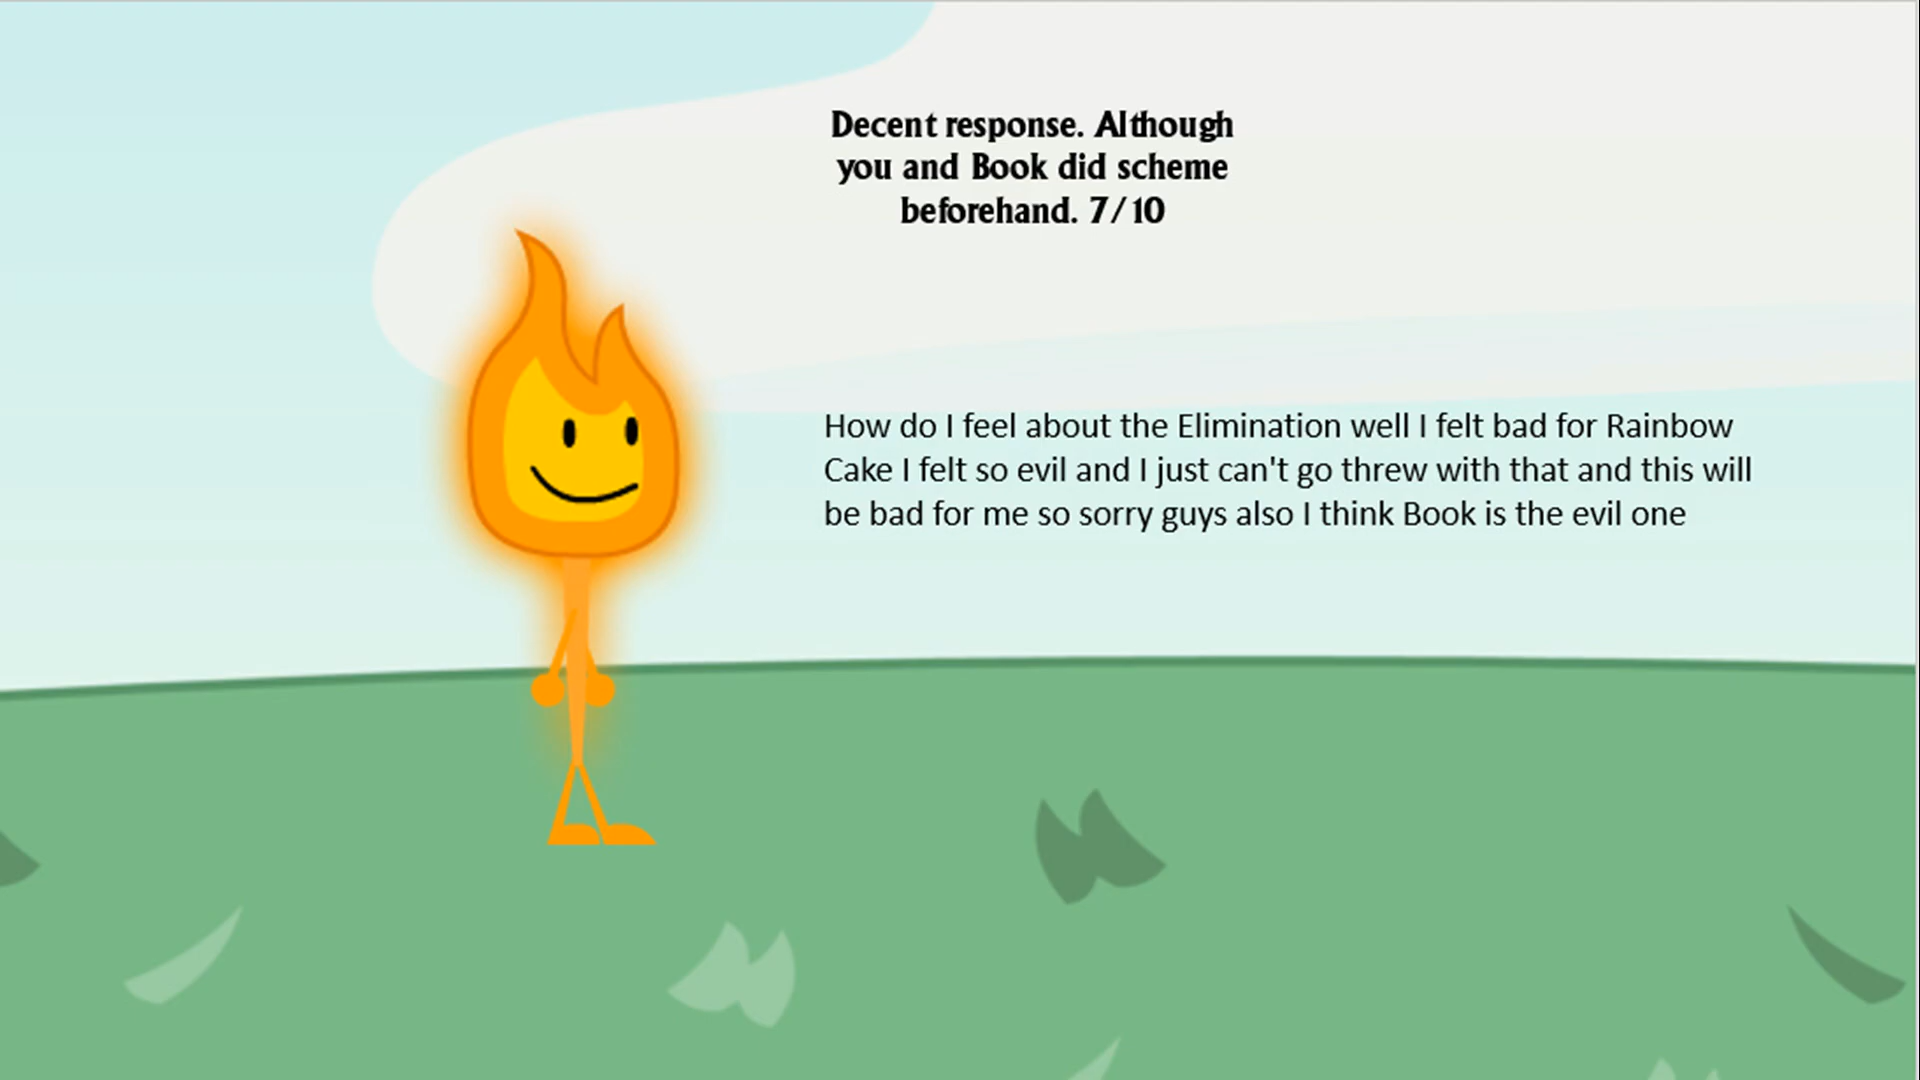 Decent response. Although
you and Book did scheme
beforehand. 7/10
How do I feel about the Elimination well I felt bad for Rainbow
Cake I felt so evil and I just can't go threw with that and this will
be bad for me so sorry guys also I think Book is the evil one